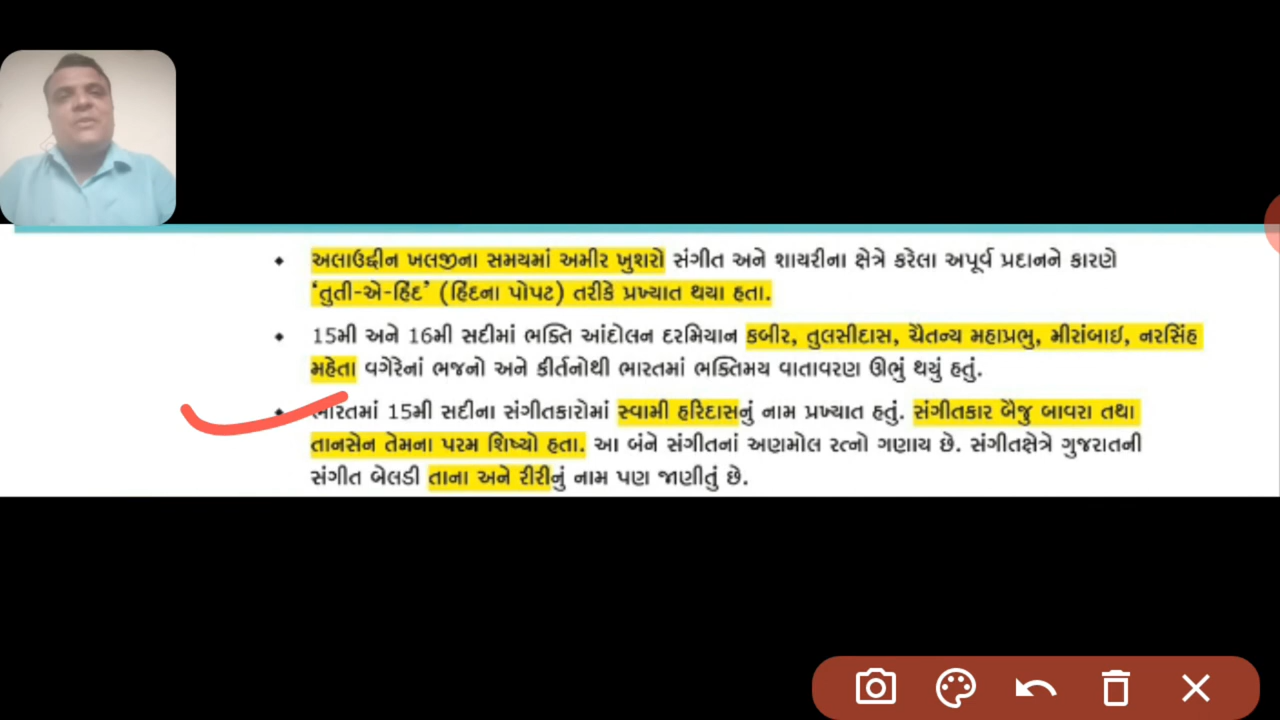 અલાઉદ્દીન ખલજીના સમયમાં અમીર ખુશરો સંગીત અને શાયરીના ક્ષેત્રે કરેલા અપૂર્વ પ્રદાનને કારણે
'તુતી-એ-હિંદ' (હિંદના પોપટ) તરીકે પ્રખ્યાત થયા હતા.
15મી અને 16મી સદીમાં ભક્તિ આંદોલન દરમિયાન કબીર, તુલસીદાસ, ચૈતન્ય મહાપ્રભુ, મીરાંબાઈ, નરસિંહ
મહેતા વગેરેનાં ભજનો અને કીર્તનોથી ભારતમાં ભક્તિમય વાતાવરણ ઊભું થયું હતું.
ભારતમાં 15મી સદીના સંગીતકારોમાં સ્વામી હરિદાસનું નામ પ્રખ્યાત હતું. સંગીતકાર બૈજુ બાવરા તથા
તાનસેન તેમના પરમ શિષ્યો હતા. આ બંને સંગીતનાં અણમોલ રત્નો ગણાય છે. સંગીતક્ષેત્રે ગુજરાતની
સંગીત બેલડી તાના અને રીરીનું નામ પણ જાણીતું છે.